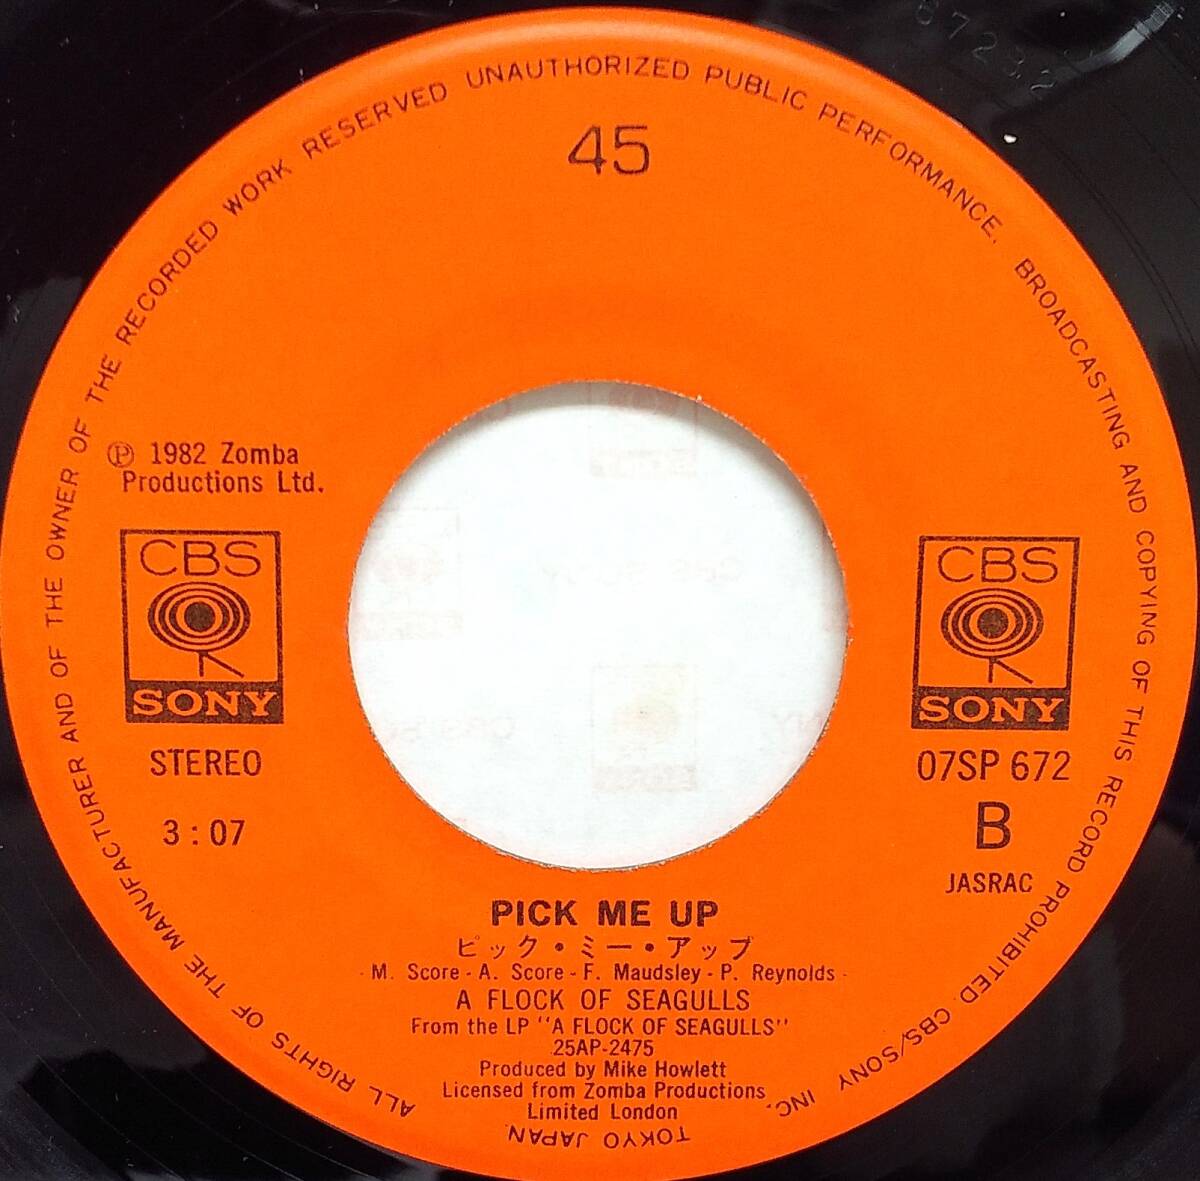 ALL RIGHTS OF THE MANUFACTURER AND OF THE OWNER OF THE RECORDED WORK RESERVED UNAUTHORIZED PUBLIC PERFORMANCE. BROADCASTING AND COPYING OF THIS RECORD PROHIBITED. CBS/SONY INC.
TOKYO JAPAN.
45
Ⓟ 1982 Zomba
Productions Ltd.
CBS
SONY
STEREO
3 : 07
CBS
SONY
07SP 672
B
JASRAC
PICK ME UP
ピック・ミー・アップ
- M. Score - A. Score - F. Maudsley - P. Reynolds -
A FLOCK OF SEAGULLS
From the LP "A FLOCK OF SEAGULLS"
25AP-2475
Produced by Mike Howlett
Licensed from Zomba Productions
Limited London